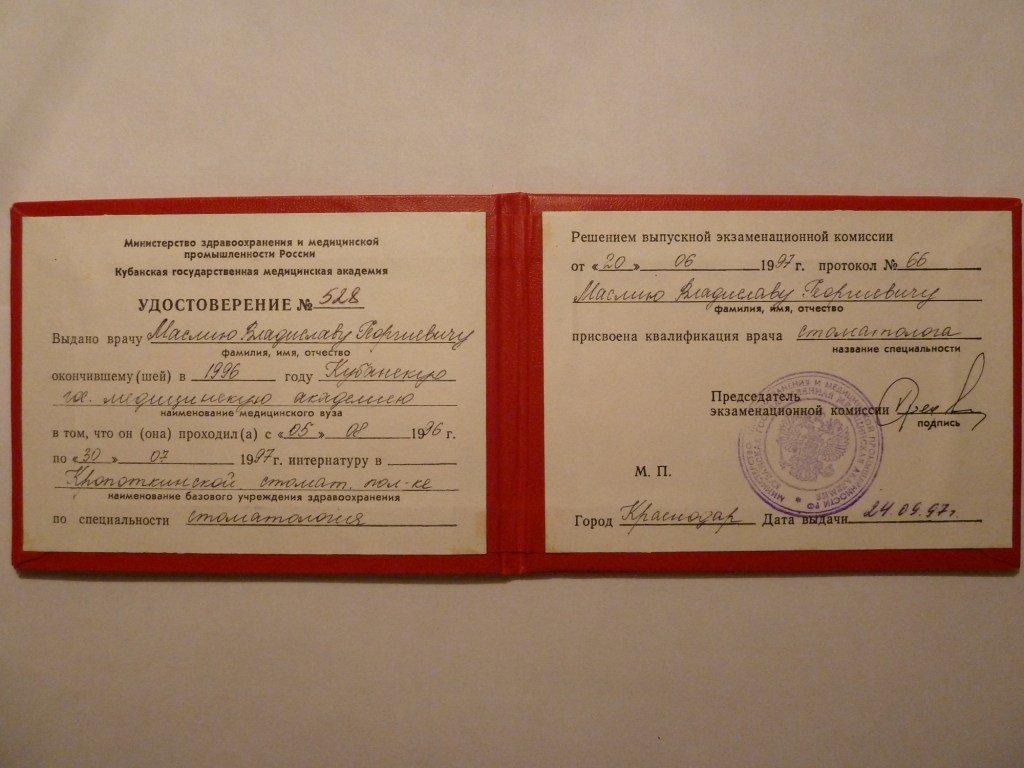 Министерство здравоохранения и медицинской
промышленности России
Кубанская государственная медицинская академия
УДОСТОВЕРЕНИЕ № 528
Выдано врачу Маслию Владиславу Георгиевичу
фамилия, имя, отчество
окончившему (шей) в 1996 году Кубанскую
гос. медицинскую академию
наименование медицинского вуза
в том, что он (она) проходил(а) с «05» 08 1996 г.
по «30» 07 1997 г. интернатуру в
Кропоткинской стомат. пол-ке
наименование базового учреждения здравоохранения
по специальности стоматология
Решением выпускной экзаменационной комиссии
от «20» 06 1997 г. протокол № 66
Маслию Владиславу Георгиевичу
фамилия, имя, отчество
присвоена квалификация врача стоматолога
название специальности
Председатель
экзаменационной комиссии
подпись
М. П.
Город Краснодар Дата выдачи 24.09.97г.